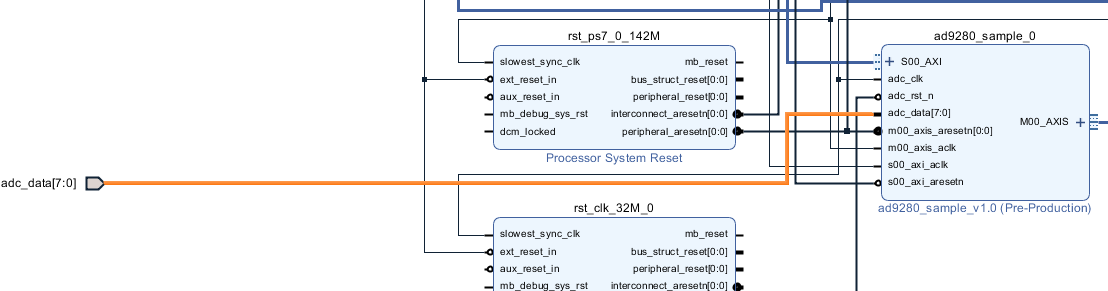 rst_ps7_0_142M
slowest_sync_clk
ext_reset_in
aux_reset_in
mb_debug_sys_rst
dcm_locked
mb_reset
bus_struct_reset[0:0]
peripheral_reset[0:0]
interconnect_aresetn[0:0]
peripheral_aresetn[0:0]
Processor System Reset
ad9280_sample_0
S00_AXI
adc_clk
adc_rst_n
adc_data[7:0]
m00_axis_aresetn[0:0]
m00_axis_aclk
s00_axi_aclk
s00_axi_aresetn
M00_AXIS
ad9280_sample_v1.0 (Pre-Production)
adc_data[7:0]
rst_clk_32M_0
slowest_sync_clk
ext_reset_in
aux_reset_in
mb_debug_sys_rst
mb_reset
bus_struct_reset[0:0]
peripheral_reset[0:0]
interconnect_aresetn[0:0]